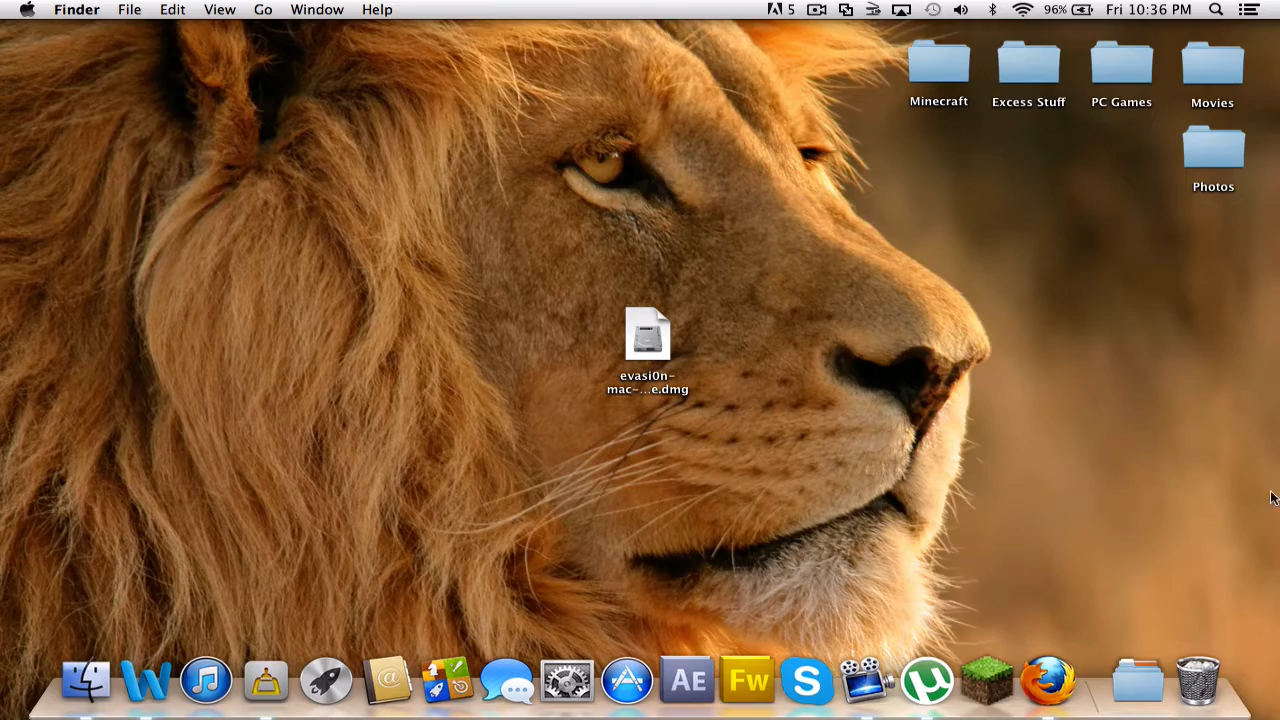 Finder File Edit View Go Window Help 5 96% Fri 10:36 PM
Minecraft Excess Stuff PC Games Movies
Photos
evasi0n-
mac-...e.dmg
W @ AE Fw S µ